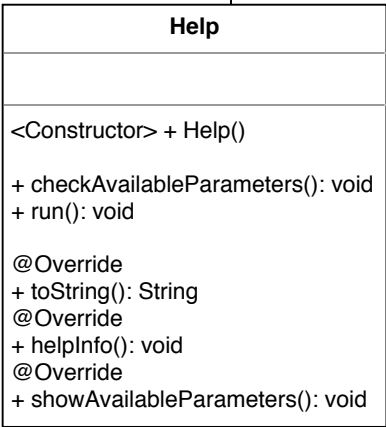 Help
<Constructor> + Help()
+ checkAvailableParameters(): void
+ run(): void
@Override
+ toString(): String
@Override
+ helpInfo(): void
@Override
+ showAvailableParameters(): void